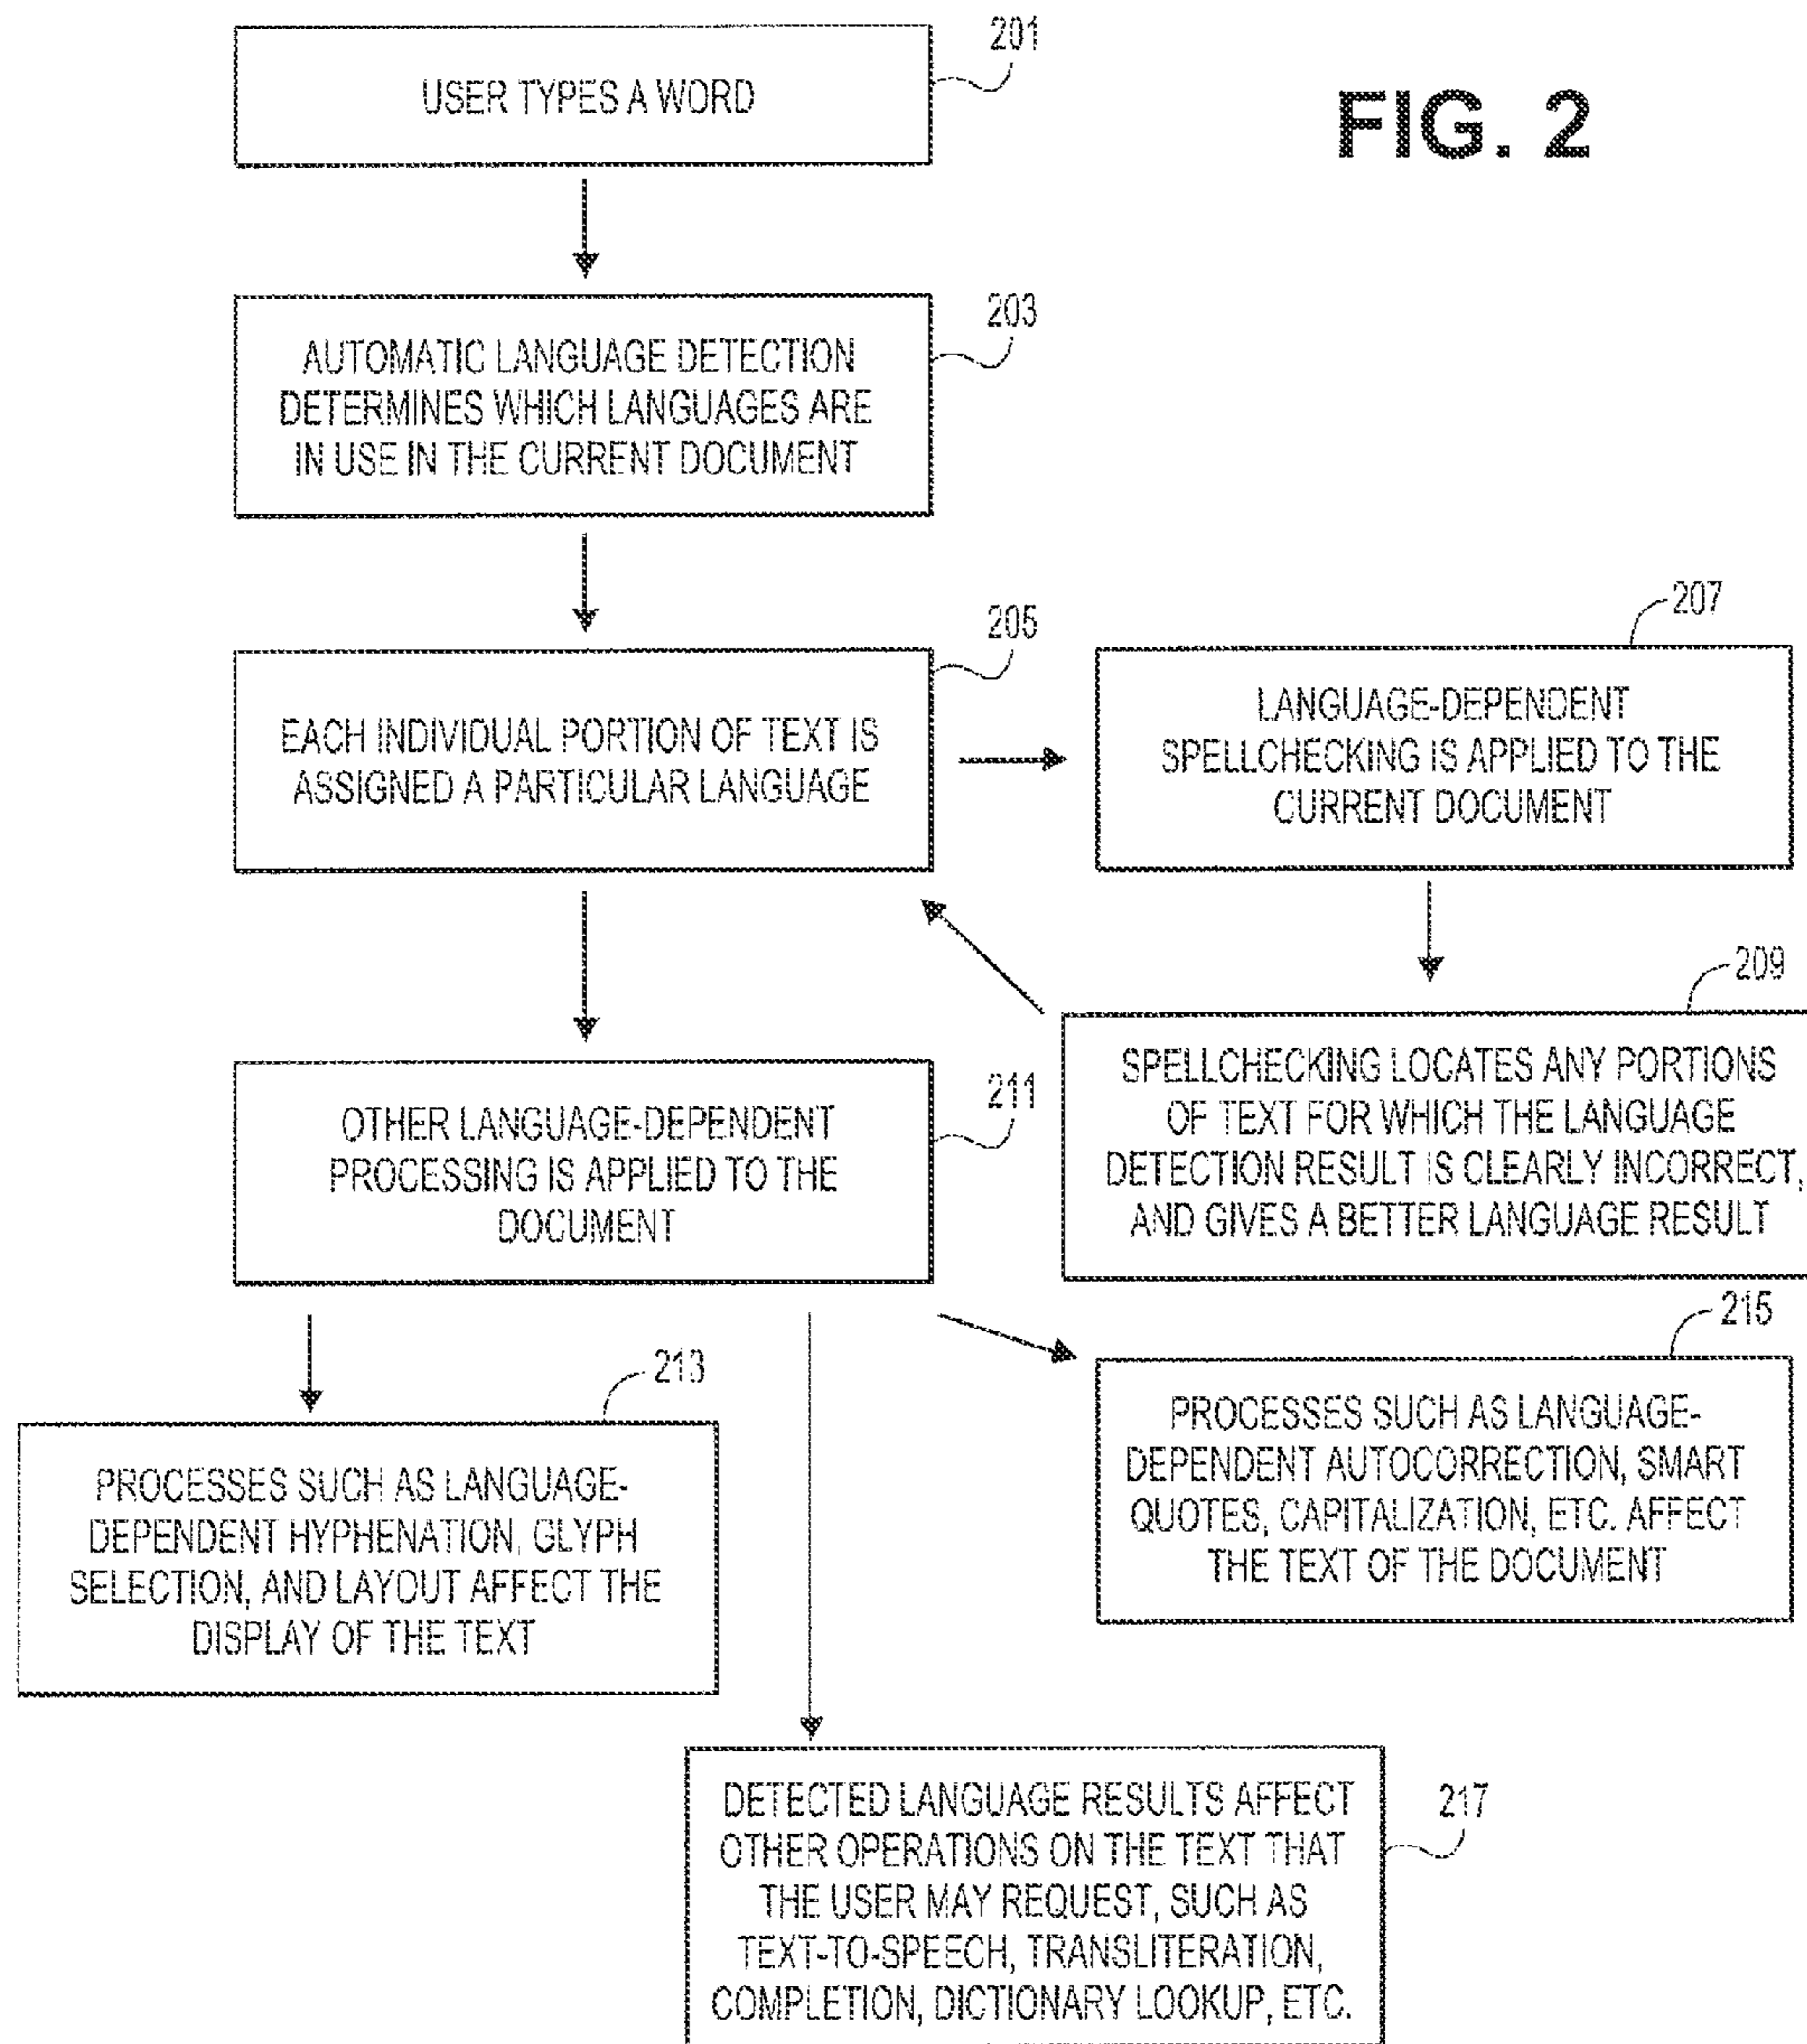 201
USER TYPES A WORD
FIG. 2
203
AUTOMATIC LANGUAGE DETECTION
DETERMINES WHICH LANGUAGES ARE
IN USE IN THE CURRENT DOCUMENT
205
EACH INDIVIDUAL PORTION OF TEXT IS
ASSIGNED A PARTICULAR LANGUAGE
207
LANGUAGE-DEPENDENT
SPELLCHECKING IS APPLIED TO THE
CURRENT DOCUMENT
209
SPELLCHECKING LOCATES ANY PORTIONS
OF TEXT FOR WHICH THE LANGUAGE
DETECTION RESULT IS CLEARLY INCORRECT,
AND GIVES A BETTER LANGUAGE RESULT
211
OTHER LANGUAGE-DEPENDENT
PROCESSING IS APPLIED TO THE
DOCUMENT
213
PROCESSES SUCH AS LANGUAGE-
DEPENDENT HYPHENATION, GLYPH
SELECTION, AND LAYOUT AFFECT THE
DISPLAY OF THE TEXT
215
PROCESSES SUCH AS LANGUAGE-
DEPENDENT AUTOCORRECTION, SMART
QUOTES, CAPITALIZATION, ETC. AFFECT
THE TEXT OF THE DOCUMENT
217
DETECTED LANGUAGE RESULTS AFFECT
OTHER OPERATIONS ON THE TEXT THAT
THE USER MAY REQUEST, SUCH AS
TEXT-TO-SPEECH, TRANSLITERATION,
COMPLETION, DICTIONARY LOOKUP, ETC.